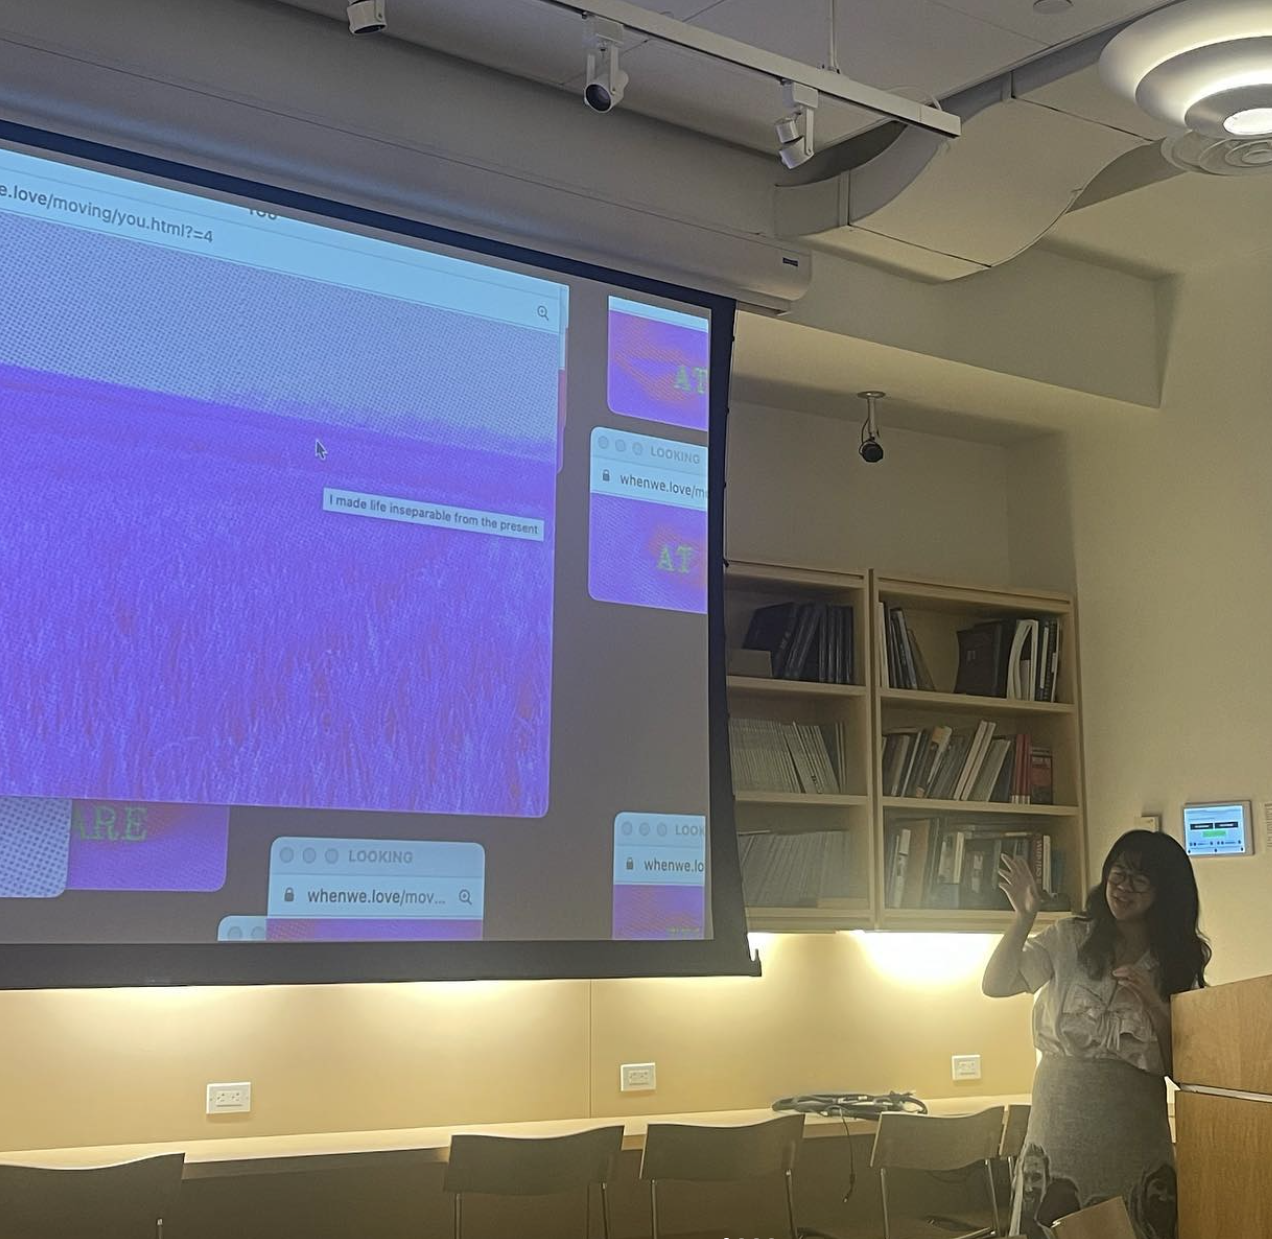 e.love/moving/you.html?=4
I made life inseparable from the present
AT
LOOKING
whenwe.love/m
AT
ARE
LOOKING
whenwe.love/mov...
LOOK
whenwe.lo